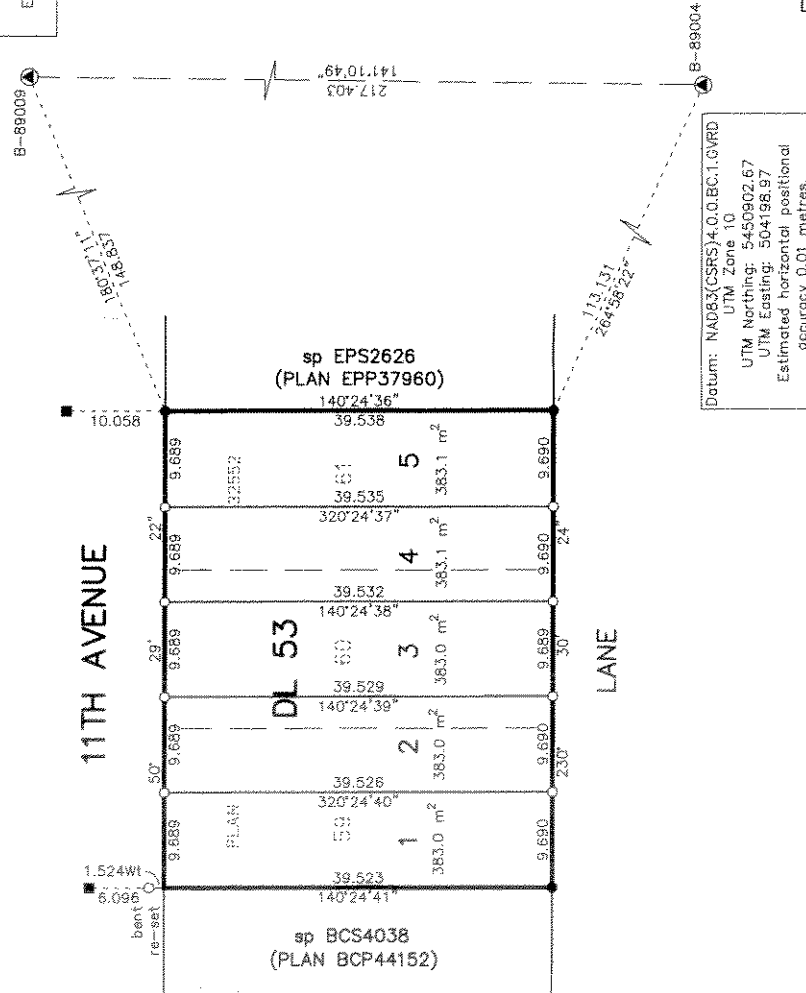 B-89009
217.403
141°10'49"
B-89004
180°37'11"
148.837
113.131
264°58'22"
Datum: NAD83(CSRS)4.0.0.BC.1.GVRD
UTM Zone 10
UTM Northing: 5450902.67
UTM Easting: 504198.97
Estimated horizontal positional
accuracy 0.01 metres.
sp EPS2626
(PLAN EPP37960)
140°24'36"
39.538
10.058
11TH AVENUE
50°
29'
22"
9.689
9.689
9.689
9.689
9.689
32552
61
5
383.1 m²
39.535
320°24'37"
4
383.1 m²
39.532
140°24'38"
DL 53
60
3
383.0 m²
39.529
140°24'39"
2
383.0 m²
39.526
320°24'40"
PLAN
59
1
383.0 m²
39.523
140°24'41"
9.690
9.690
9.689
9.690
9.690
230°
30'
24"
LANE
1.524Wt
6.096
bent
re-set
sp BCS4038
(PLAN BCP44152)